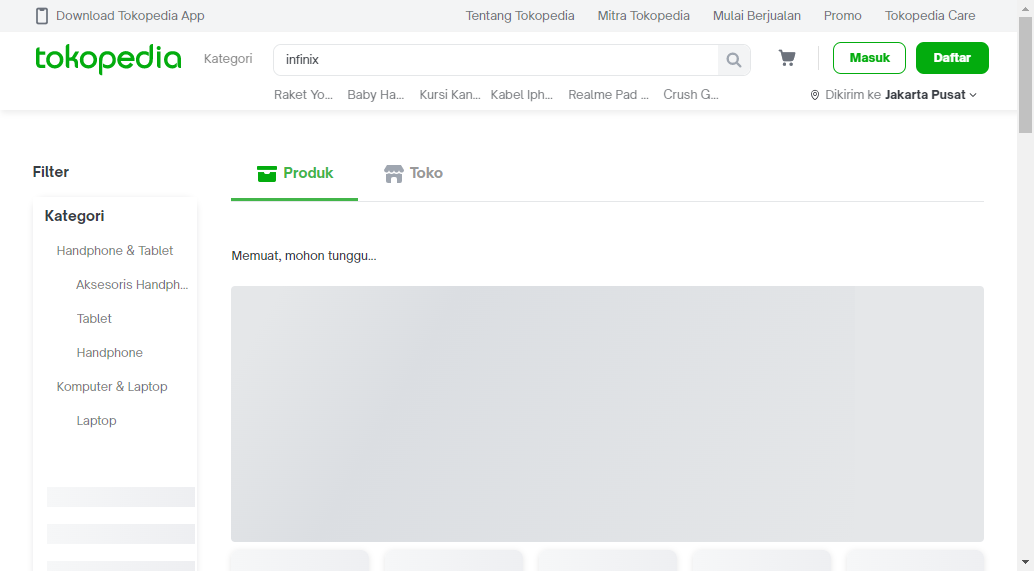 Download Tokopedia App Tentang Tokopedia Mitra Tokopedia Mulai Berjualan Promo Tokopedia Care
tokopedia Kategori infinix Masuk Daftar
Raket Yo... Baby Ha... Kursi Kan... Kabel Iph... Realme Pad ... Crush G... Dikirim ke Jakarta Pusat
Filter Produk Toko
Kategori
Handphone & Tablet
Memuat, mohon tunggu...
Aksesoris Handph...
Tablet
Handphone
Komputer & Laptop
Laptop